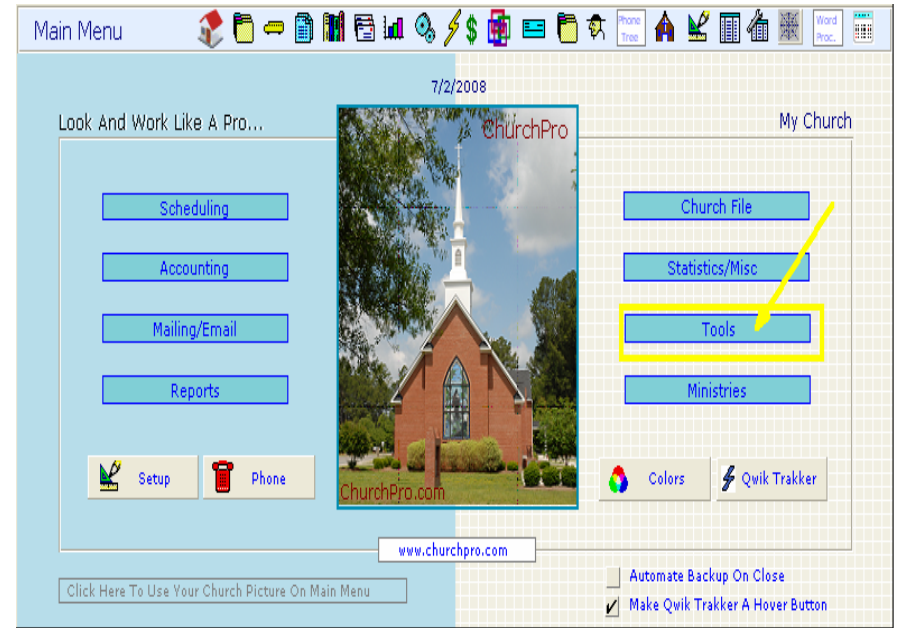 Main Menu
Phone Tree
Word Proc.
7/2/2008
Look And Work Like A Pro...
ChurchPro
My Church
Scheduling
Church File
Accounting
Statistics/Misc
Mailing/Email
Tools
Reports
Ministries
Setup
Phone
Colors
Qwik Trakker
ChurchPro.com
www.churchpro.com
Click Here To Use Your Church Picture On Main Menu
Automate Backup On Close
Make Qwik Trakker A Hover Button